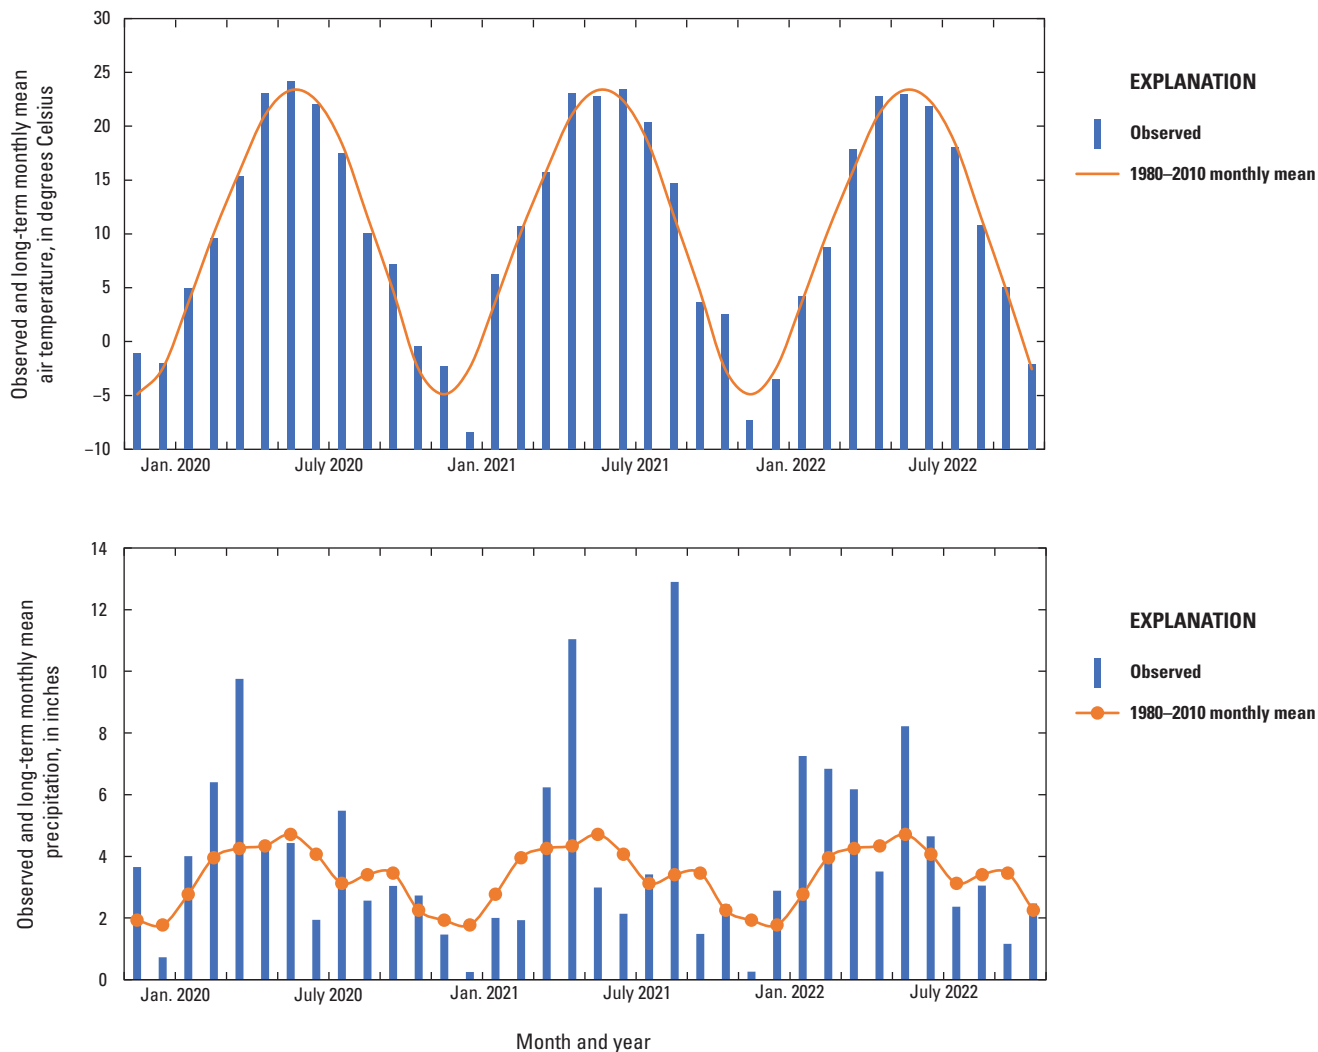 Observed and long-term monthly mean
air temperature, in degrees Celsius
30
25
20
15
10
5
0
−5
−10
Jan. 2020
July 2020
Jan. 2021
July 2021
Jan. 2022
July 2022
EXPLANATION
Observed
1980–2010 monthly mean
Observed and long-term monthly mean
precipitation, in inches
14
12
10
8
6
4
2
0
Jan. 2020
July 2020
Jan. 2021
July 2021
Jan. 2022
July 2022
EXPLANATION
Observed
1980–2010 monthly mean
Month and year